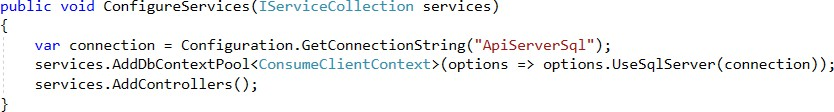 public void ConfigureServices(IServiceCollection services)
{
    var connection = Configuration.GetConnectionString("ApiServerSql");
    services.AddDbContextPool<ConsumeClientContext>(options => options.UseSqlServer(connection));
    services.AddControllers();
}